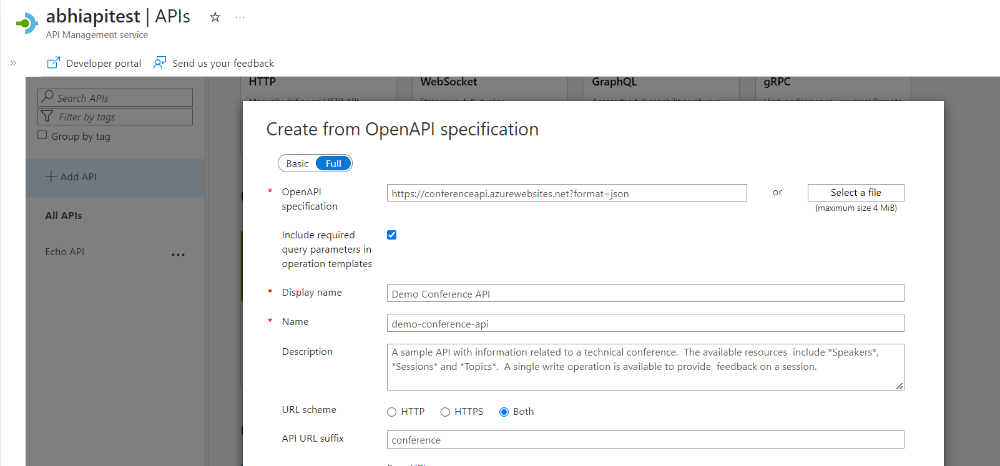 abhiapitest | APIs
API Management service
Developer portal
Send us your feedback
Search APIs
Filter by tags
Group by tag
Add API
All APIs
Echo API
HTTP
WebSocket
GraphQL
gRPC
Create from OpenAPI specification
Basic
Full
* OpenAPI
specification
https://conferenceapi.azurewebsites.net?format=json
or
Select a file
(maximum size 4 MiB)
Include required
query parameters in
operation templates
* Display name
Demo Conference API
* Name
demo-conference-api
Description
A sample API with information related to a technical conference.  The available resources  include *Speakers*,
*Sessions* and *Topics*.  A single write operation is available to provide  feedback on a session.
URL scheme
HTTP
HTTPS
Both
API URL suffix
conference